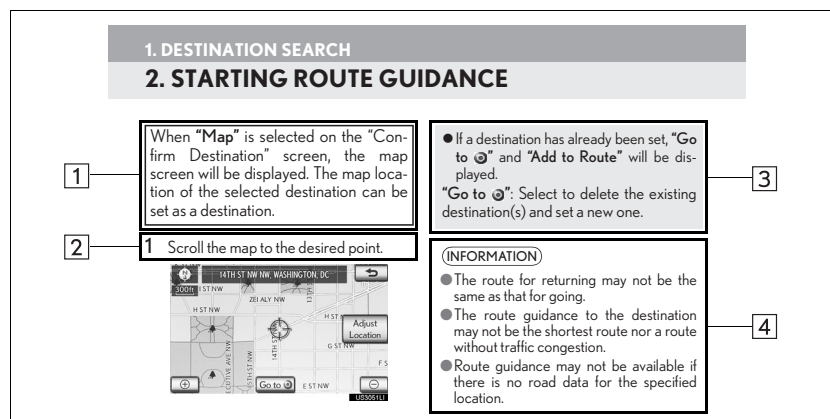 1. DESTINATION SEARCH
2. STARTING ROUTE GUIDANCE
1
When "Map" is selected on the "Con-
firm Destination" screen, the map
screen will be displayed. The map loca-
tion of the selected destination can be
set as a destination.
2
1 Scroll the map to the desired point.
14TH ST NW NW, WASHINGTON, DC
300ft
I ST NW
ZEI ALY NW
13TH
H ST NW
H ST
Adjust
Location
G ST NW
14TH ST
15TH ST NW
F S
Go to
E ST NW
US3051LI
● If a destination has already been set, "Go
to " and "Add to Route" will be dis-
played.
"Go to ": Select to delete the existing
destination(s) and set a new one.
3
INFORMATION
● The route for returning may not be the
same as that for going.
● The route guidance to the destination
may not be the shortest route nor a route
without traffic congestion.
● Route guidance may not be available if
there is no road data for the specified
location.
4